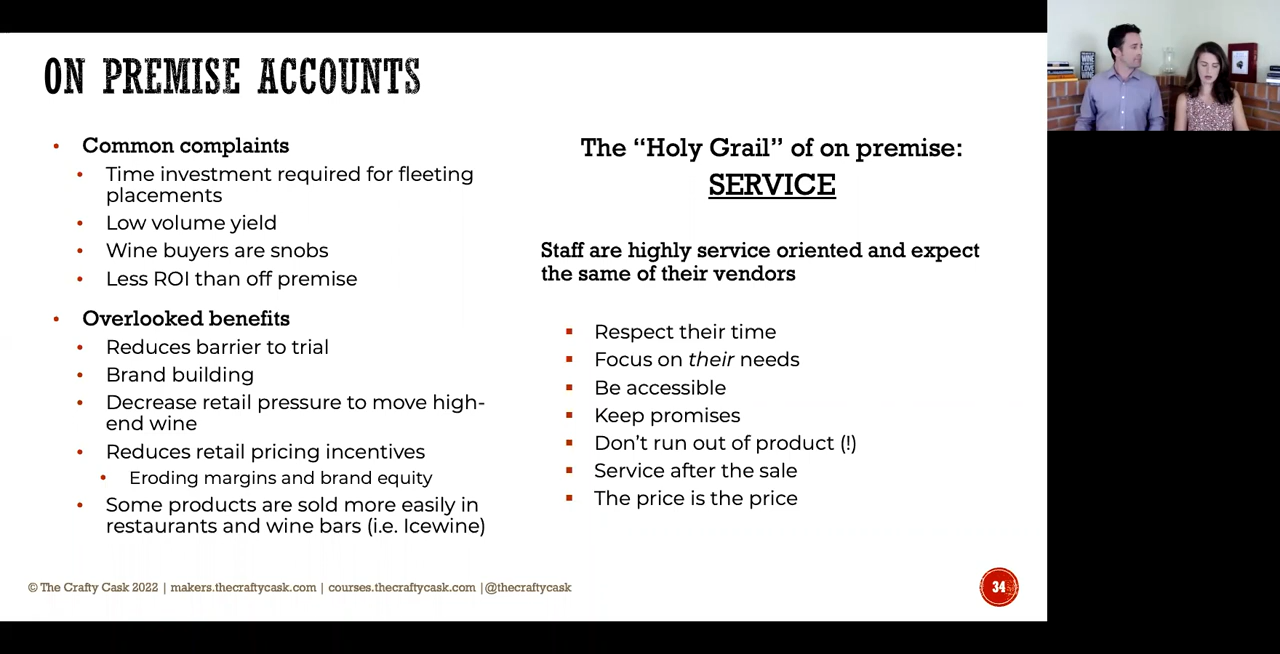 ON PREMISE ACCOUNTS
Common complaints
Time investment required for fleeting
placements
Low volume yield
Wine buyers are snobs
Less ROI than off premise
Overlooked benefits
Reduces barrier to trial
Brand building
Decrease retail pressure to move high-
end wine
Reduces retail pricing incentives
Eroding margins and brand equity
Some products are sold more easily in
restaurants and wine bars (i.e. Icewine)
The “Holy Grail” of on premise:
SERVICE
Staff are highly service oriented and expect
the same of their vendors
Respect their time
Focus on their needs
Be accessible
Keep promises
Don’t run out of product (!)
Service after the sale
The price is the price
© The Crafty Cask 2022 | makers.thecraftycask.com | courses.thecraftycask.com |@thecraftycask
34